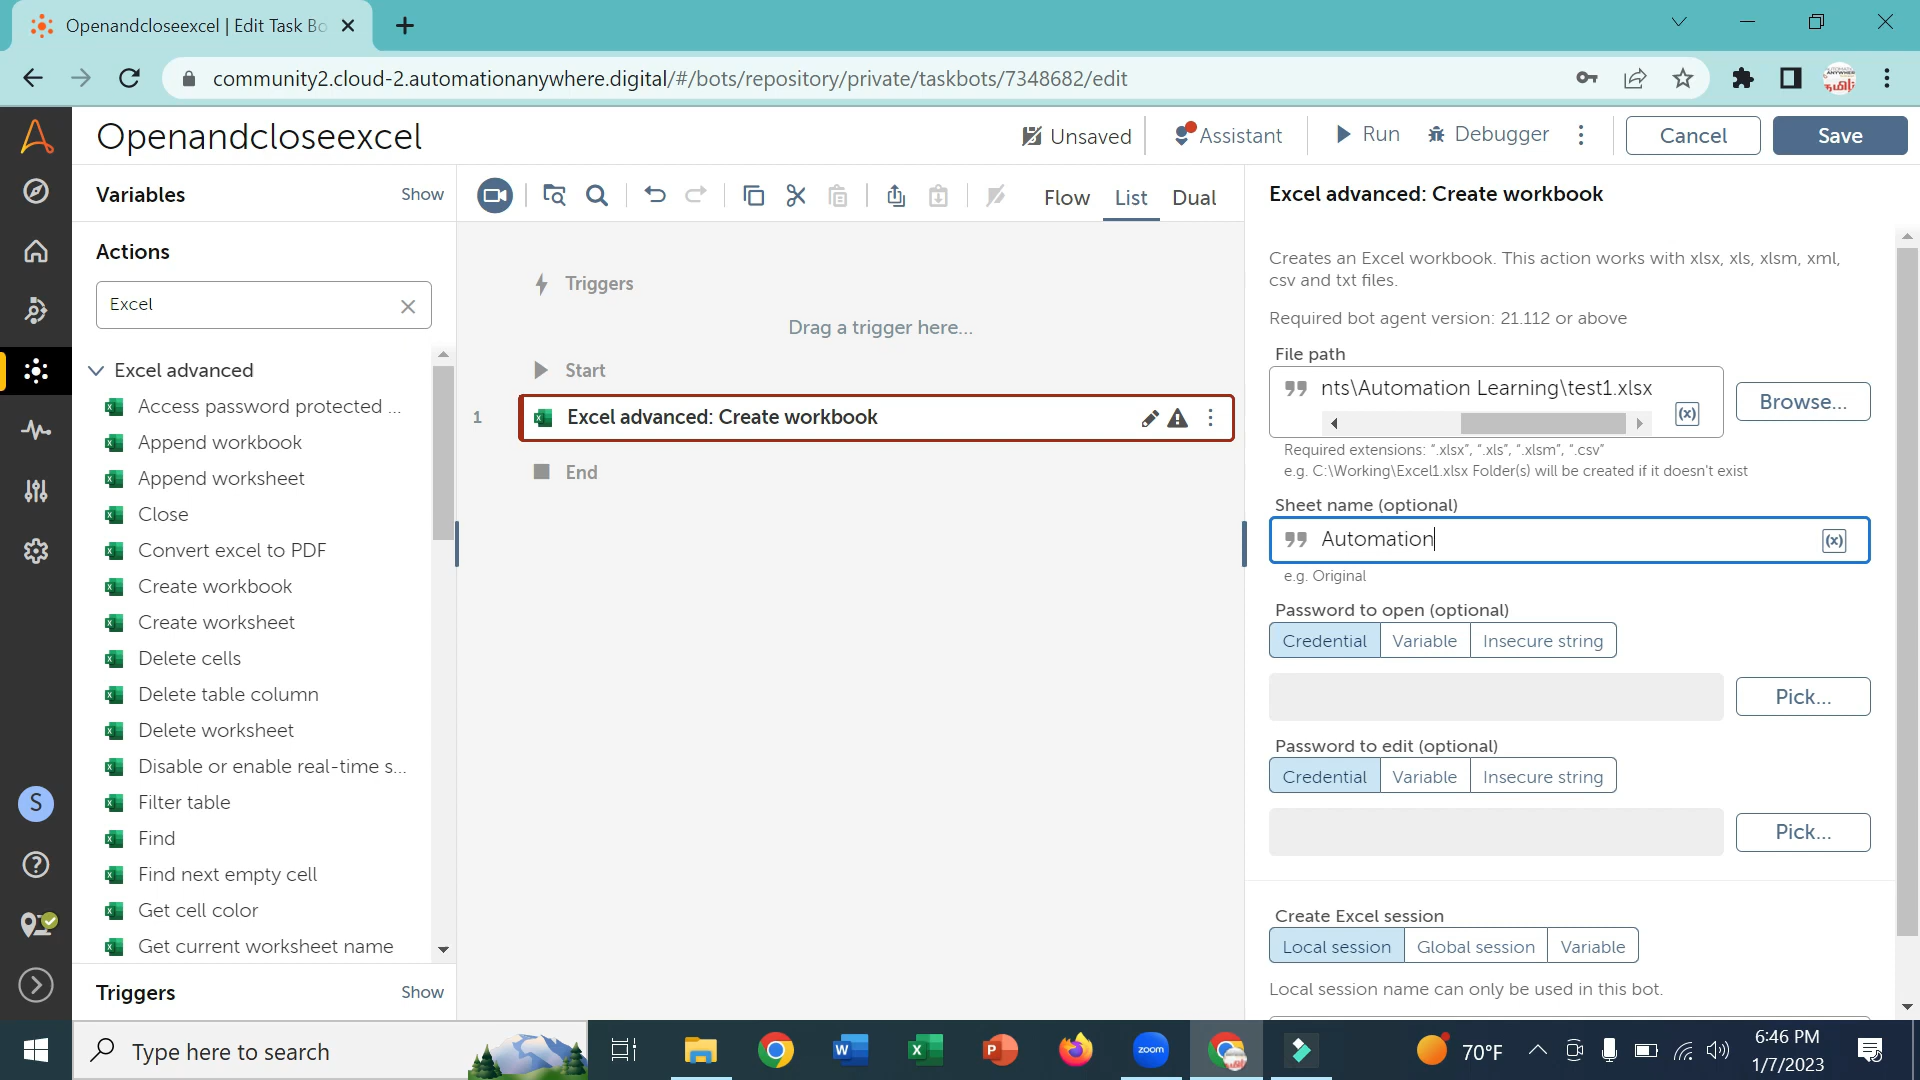 Openandcloseexcel | Edit Task Bo
community2.cloud-2.automationanywhere.digital/#/bots/repository/private/taskbots/7348682/edit
Openandcloseexcel
Unsaved
Assistant
Run
Debugger
Cancel
Save
Variables
Show
Flow
List
Dual
Excel advanced: Create workbook
Actions
Excel
Excel advanced
Access password protected ...
Append workbook
Append worksheet
Close
Convert excel to PDF
Create workbook
Create worksheet
Delete cells
Delete table column
Delete worksheet
Disable or enable real-time s...
Filter table
Find
Find next empty cell
Get cell color
Get current worksheet name
Triggers
Show
Triggers
Drag a trigger here...
Start
1
Excel advanced: Create workbook
End
Creates an Excel workbook. This action works with xlsx, xls, xlsm, xml,
csv and txt files.
Required bot agent version: 21.112 or above
File path
nts\Automation Learning\test1.xlsx
(x)
Browse...
Required extensions: ".xlsx", ".xls", ".xlsm", ".csv"
e.g. C:\Working\Excel1.xlsx Folder(s) will be created if it doesn't exist
Sheet name (optional)
Automation
(x)
e.g. Original
Password to open (optional)
Credential
Variable
Insecure string
Pick...
Password to edit (optional)
Credential
Variable
Insecure string
Pick...
Create Excel session
Local session
Global session
Variable
Local session name can only be used in this bot.
S
Type here to search
zoom
70°F
6:46 PM
1/7/2023